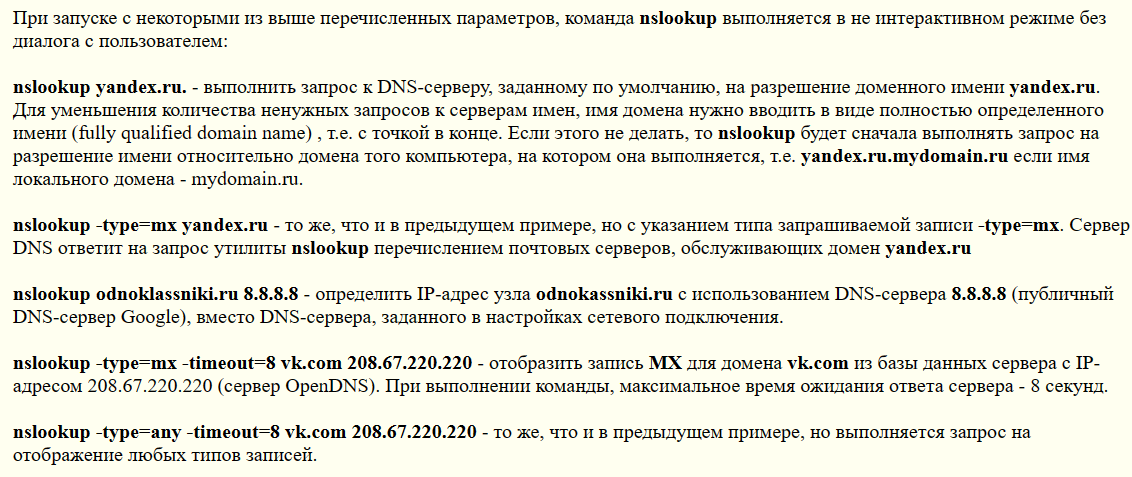 При запуске с некоторыми из выше перечисленных параметров, команда nslookup выполняется в не интерактивном режиме без
диалога с пользователем:
nslookup yandex.ru. - выполнить запрос к DNS-серверу, заданному по умолчанию, на разрешение доменного имени yandex.ru.
Для уменьшения количества ненужных запросов к серверам имен, имя домена нужно вводить в виде полностью определенного
имени (fully qualified domain name) , т.е. с точкой в конце. Если этого не делать, то nslookup будет сначала выполнять запрос на
разрешение имени относительно домена того компьютера, на котором она выполняется, т.е. yandex.ru.mydomain.ru если имя
локального домена - mydomain.ru.
nslookup -type=mx yandex.ru - то же, что и в предыдущем примере, но с указанием типа запрашиваемой записи -type=mx. Сервер
DNS ответит на запрос утилиты nslookup перечислением почтовых серверов, обслуживающих домен yandex.ru
nslookup odnoklassniki.ru 8.8.8.8 - определить IP-адрес узла odnokassniki.ru с использованием DNS-сервера 8.8.8.8 (публичный
DNS-сервер Google), вместо DNS-сервера, заданного в настройках сетевого подключения.
nslookup -type=mx -timeout=8 vk.com 208.67.220.220 - отобразить запись MX для домена vk.com из базы данных сервера с IP-
адресом 208.67.220.220 (сервер OpenDNS). При выполнении команды, максимальное время ожидания ответа сервера - 8 секунд.
nslookup -type=any -timeout=8 vk.com 208.67.220.220 - то же, что и в предыдущем примере, но выполняется запрос на
отображение любых типов записей.